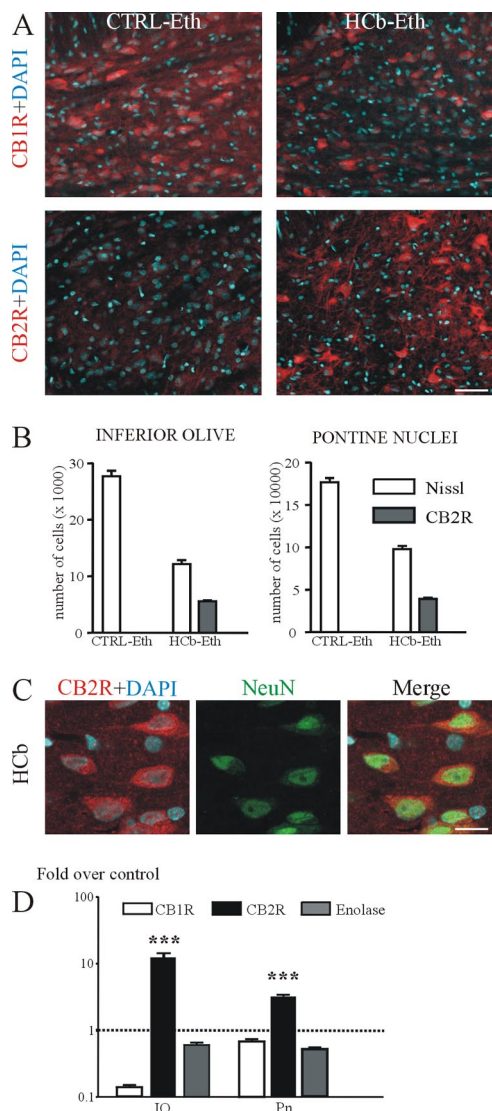 A
CTRL-Eth
HCb-Eth
CB1R+DAPI
CB2R+DAPI
B
INFERIOR OLIVE
number of cells (x 1000)
30
20
10
0
CTRL-Eth
HCb-Eth
PONTINE NUCLEI
number of cells (x 10000)
20
15
10
5
0
CTRL-Eth
HCb-Eth
Nissl
CB2R
C
CB2R+DAPI
NeuN
Merge
HCb
Fold over control
D
CB1R
CB2R
Enolase
100
10
1
0.1
***
***
IO
Pn